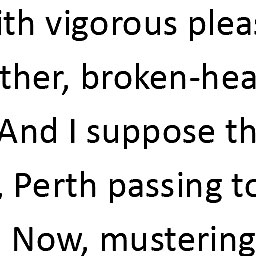 ith vigorous pleas
ther, broken-hea
And I suppose th
, Perth passing to
Now, mustering